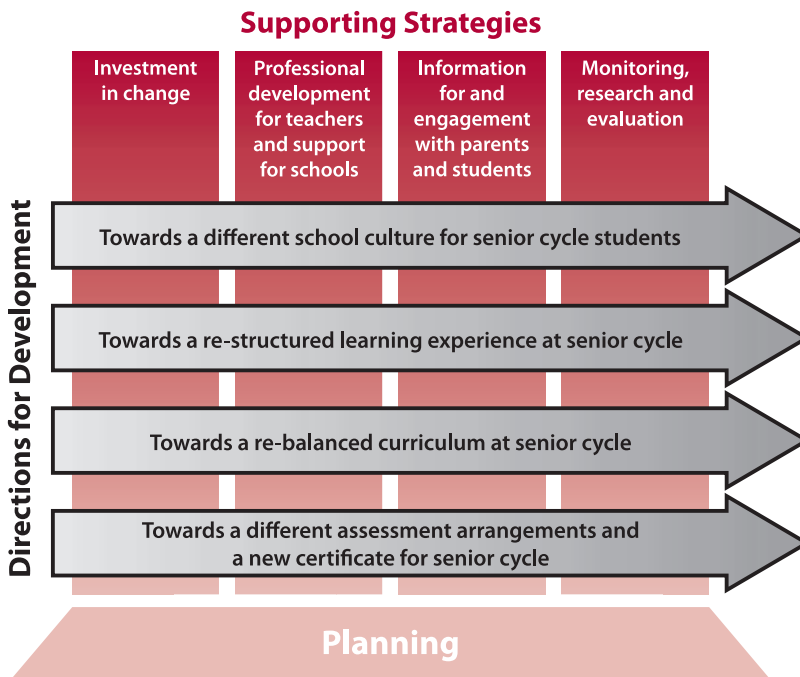 Supporting Strategies
Investment
in change
Professional
development
for teachers
and support
for schools
Information
for and
engagement
with parents
and students
Monitoring,
research and
evaluation
Directions for Development
Towards a different school culture for senior cycle students
Towards a re-structured learning experience at senior cycle
Towards a re-balanced curriculum at senior cycle
Towards a different assessment arrangements and
a new certificate for senior cycle
Planning